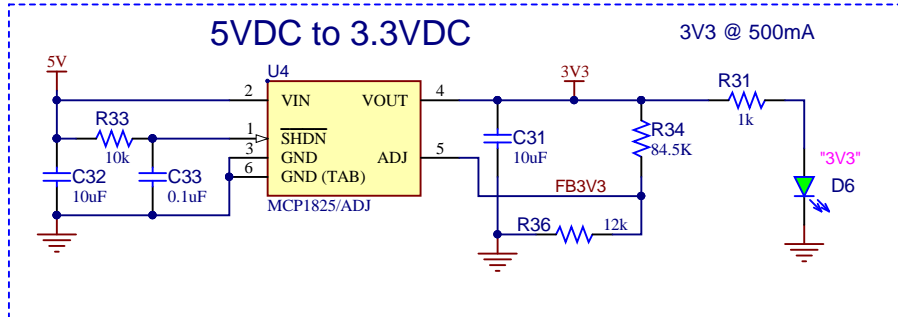 5VDC to 3.3VDC
3V3 @ 500mA
5V
U4
3V3
R31
1k
2
VIN
VOUT
4
R33
10k
1
SHDN
3
GND
ADJ
5
6
GND (TAB)
MCP1825/ADJ
C32
10uF
C33
0.1uF
C31
10uF
R34
84.5K
FB3V3
R36
12k
"3V3"
D6